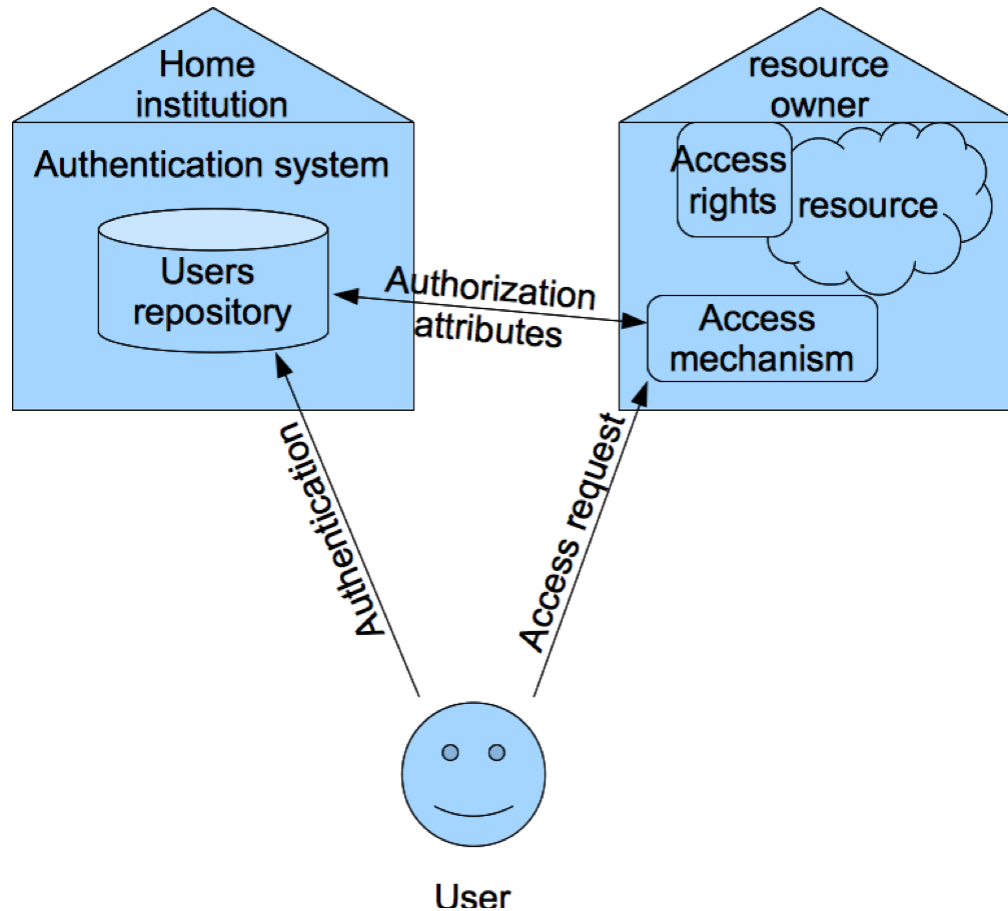 Home
institution
Authentication system
Users
repository
resource
owner
Access
rights
resource
Authorization
attributes
Access
mechanism
Authentication
Access request
User